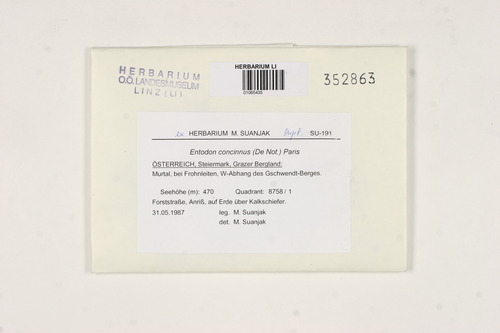 HERBARIUM
O.Ö. LANDESMUSEUM
LINZ (LI)
HERBARIUM LI
01065435
352863
ex HERBARIUM M. SUANJAK Dupl. SU-191
Entodon concinnus (De Not.) Paris
ÖSTERREICH, Steiermark, Grazer Bergland:
Murtal, bei Frohnleiten, W-Abhang des Gschwendt-Berges.
Seehöhe (m): 470 Quadrant: 8758 / 1
Forststraße, Anriß, auf Erde über Kalkschiefer.
31.05.1987 leg. M. Suanjak
det. M. Suanjak